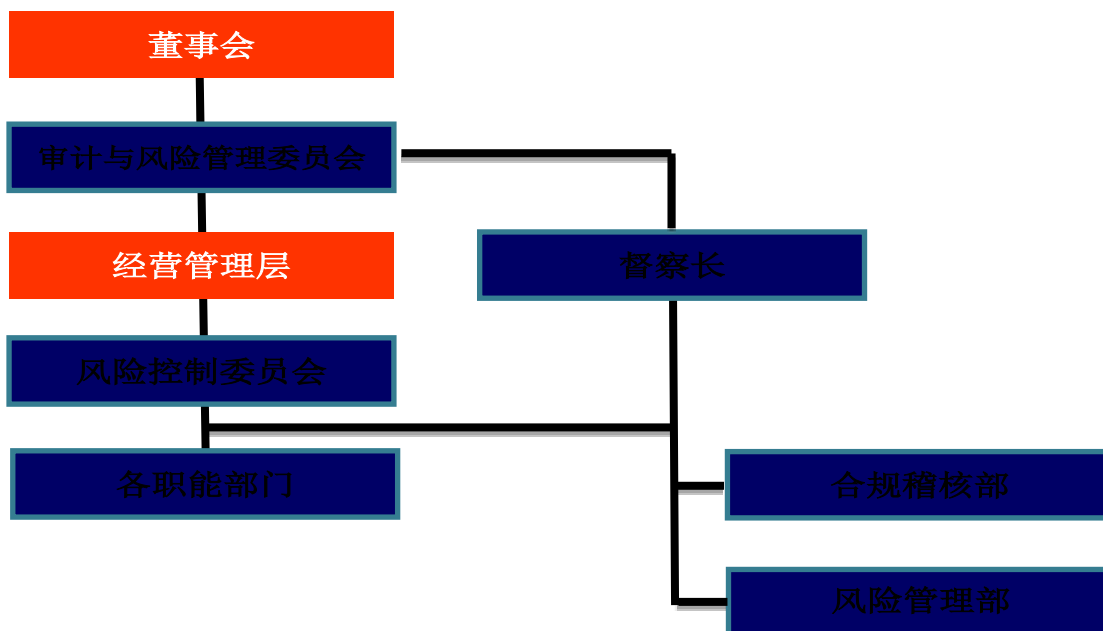 董事会
审计与风险管理委员会
经营管理层
督察长
风险控制委员会
各职能部门
合规稽核部
风险管理部